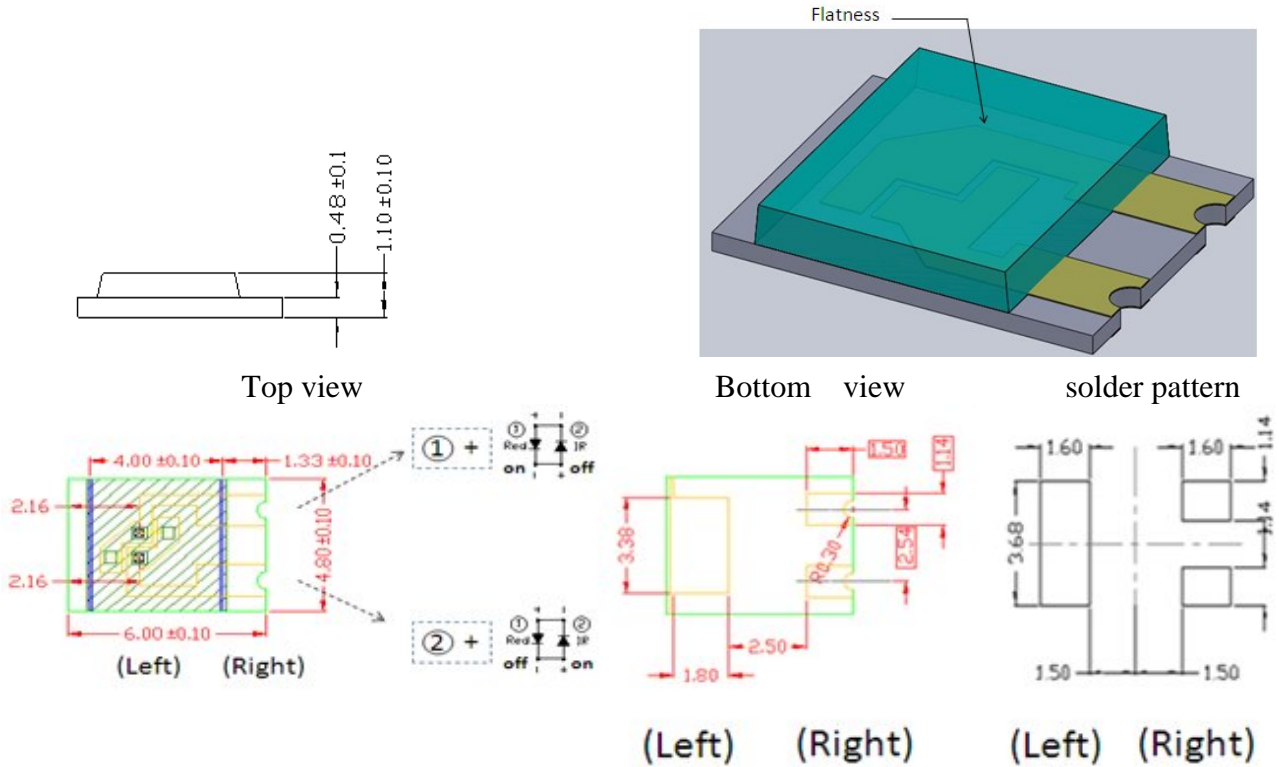 Flatness
0.48 ±0.1
1.10 ±0.10
Top view
Bottom view
solder pattern
4.00 ±0.10
1.33 ±0.10
2.16
2.16
4.80 ±0.10
6.00 ±0.10
(Left) (Right)
① +
+ -
① ②
Red IR
on off
② +
- +
① ②
Red IR
off on
1.50
1.14
3.38
R0.30
2.54
2.50
1.80
(Left) (Right)
1.60
1.60
1.14
3.68
1.14
1.50
1.50
(Left) (Right)